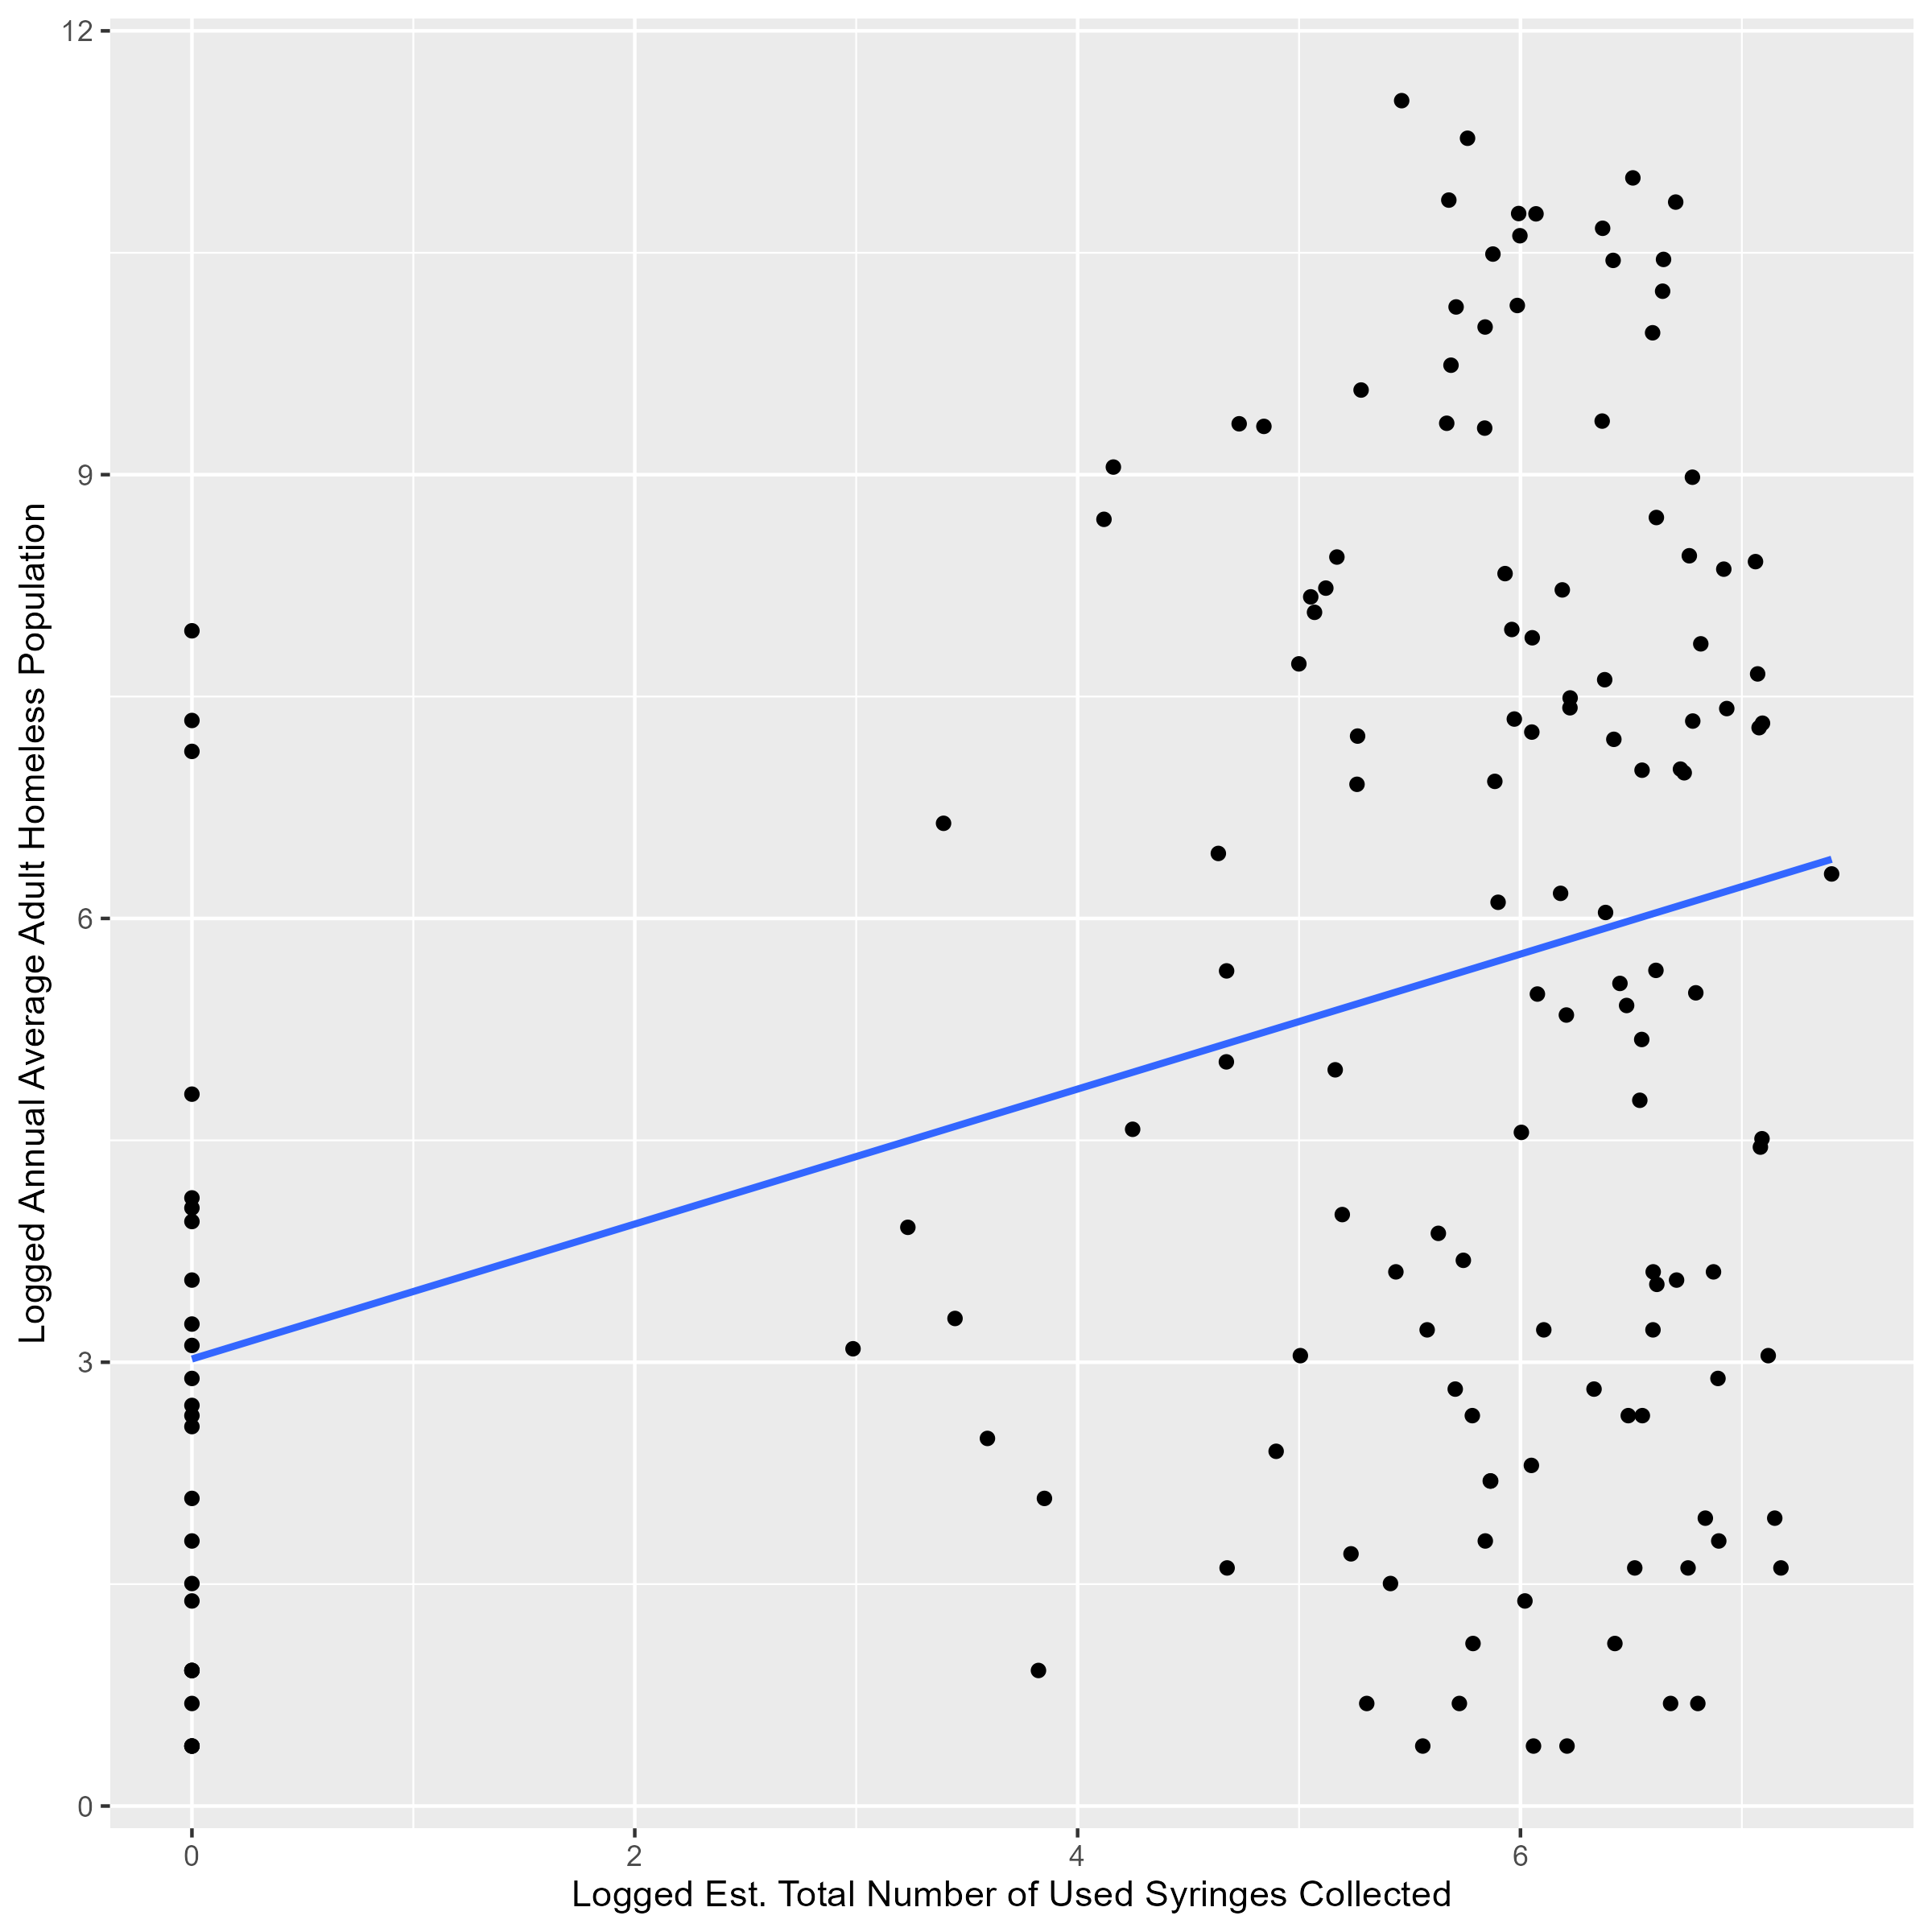 12
9
6
3
0
Logged Annual Average Adult Homeless Population
0 2 4 6
Logged Est. Total Number of Used Syringes Collected